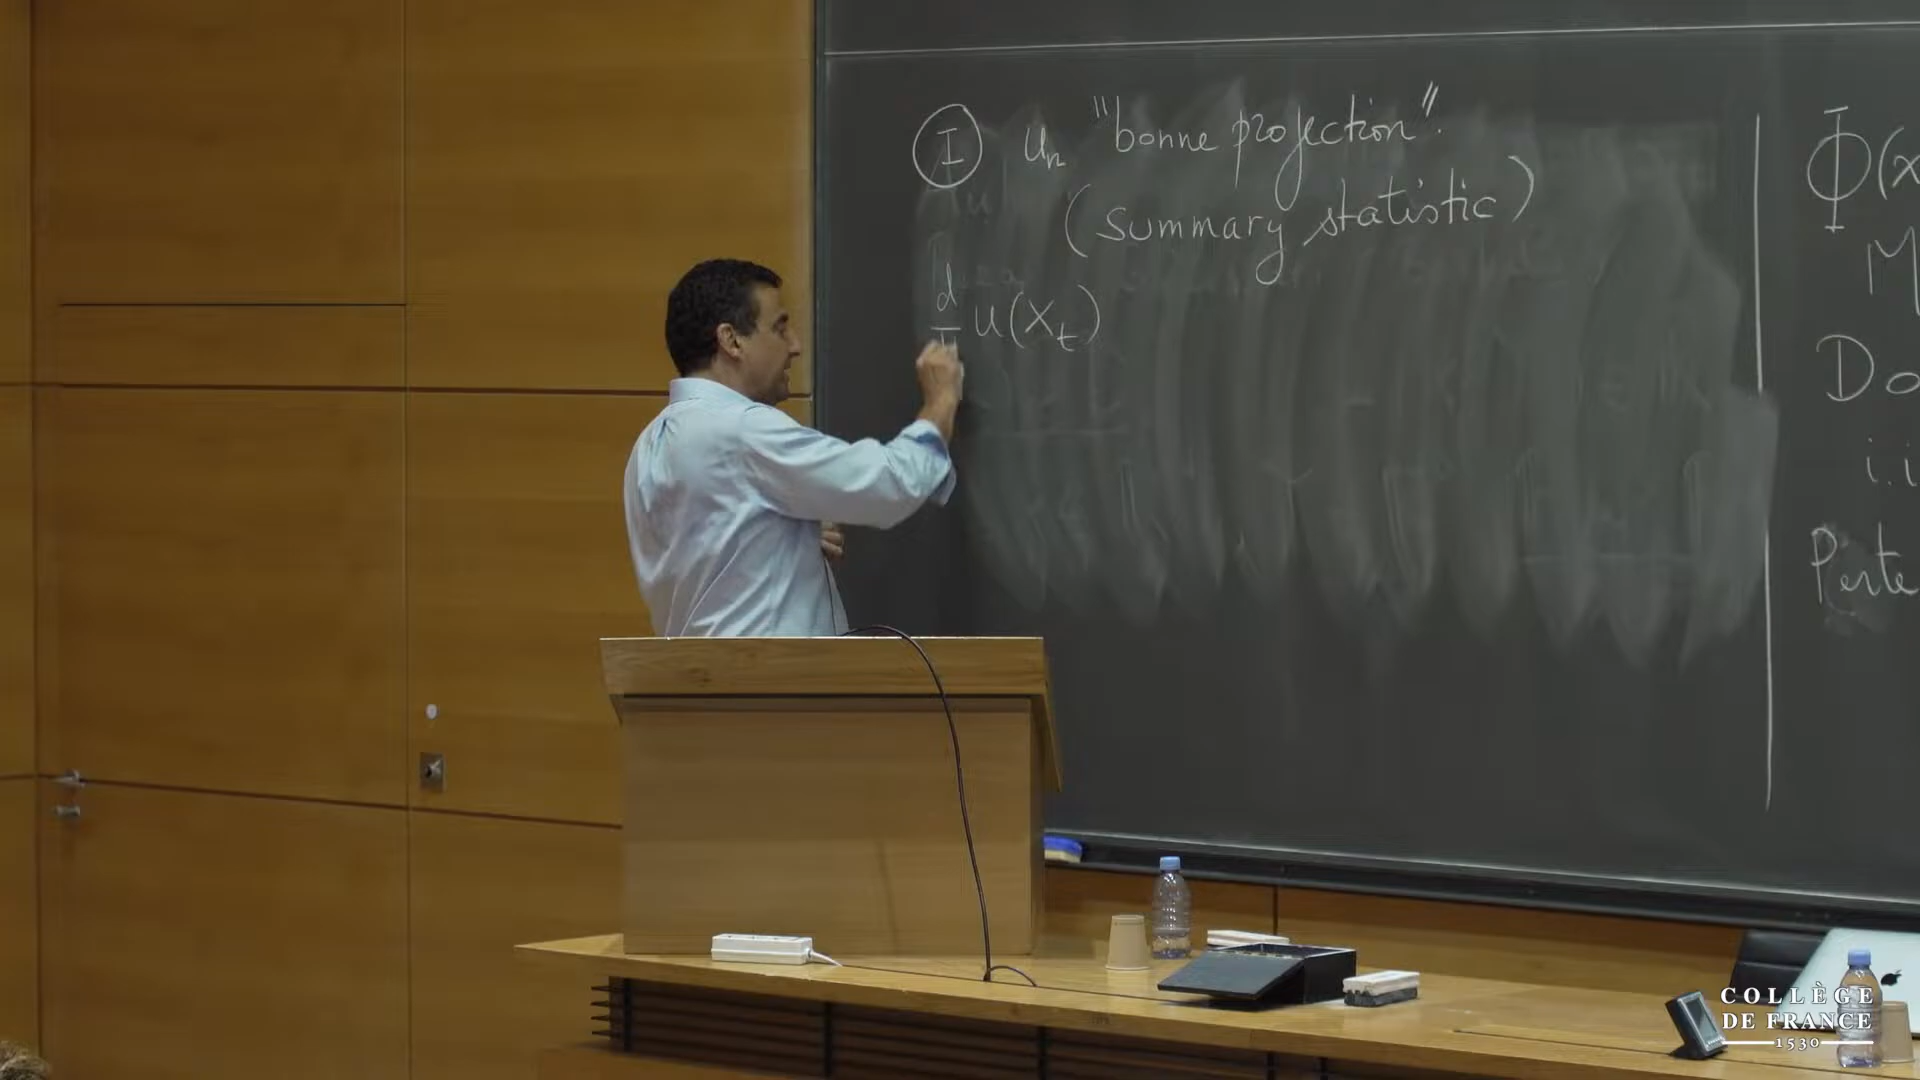 I uₙ "bonne projection".
(summary statistic)
d
u(Xₜ)
Φ(x
M
Do
i.i
Perte
COLLÈGE
DE FRANCE
1530